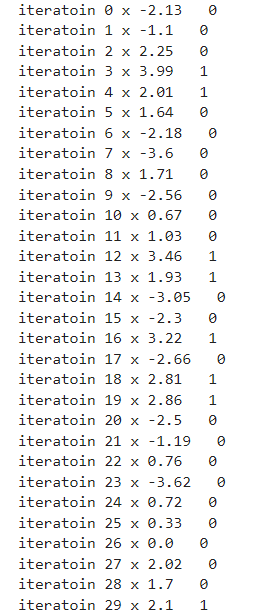 iteratoin 0 x -2.13   0
iteratoin 1 x -1.1   0
iteratoin 2 x 2.25   0
iteratoin 3 x 3.99   1
iteratoin 4 x 2.01   1
iteratoin 5 x 1.64   0
iteratoin 6 x -2.18   0
iteratoin 7 x -3.6   0
iteratoin 8 x 1.71   0
iteratoin 9 x -2.56   0
iteratoin 10 x 0.67   0
iteratoin 11 x 1.03   0
iteratoin 12 x 3.46   1
iteratoin 13 x 1.93   1
iteratoin 14 x -3.05   0
iteratoin 15 x -2.3   0
iteratoin 16 x 3.22   1
iteratoin 17 x -2.66   0
iteratoin 18 x 2.81   1
iteratoin 19 x 2.86   1
iteratoin 20 x -2.5   0
iteratoin 21 x -1.19   0
iteratoin 22 x 0.76   0
iteratoin 23 x -3.62   0
iteratoin 24 x 0.72   0
iteratoin 25 x 0.33   0
iteratoin 26 x 0.0   0
iteratoin 27 x 2.02   0
iteratoin 28 x 1.7   0
iteratoin 29 x 2.1   1